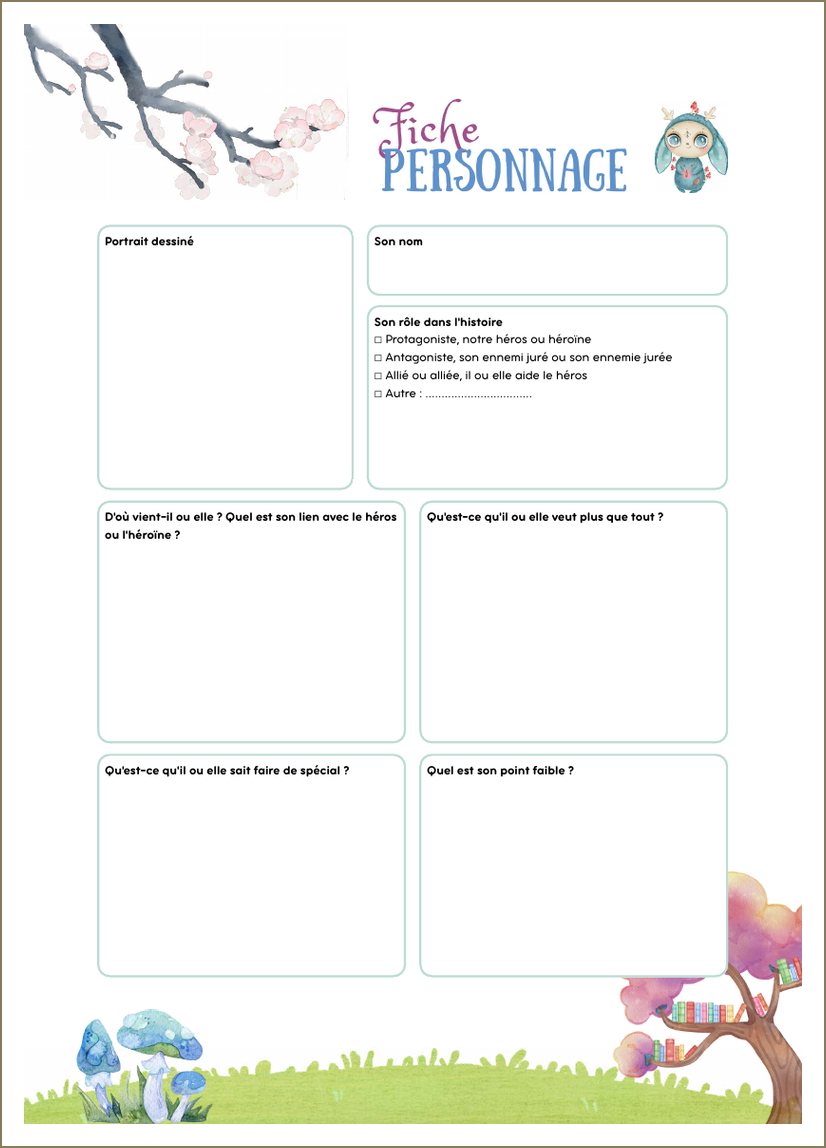 Fiche
PERSONNAGE
Portrait dessiné
Son nom
Son rôle dans l'histoire
☐ Protagoniste, notre héros ou héroïne
☐ Antagoniste, son ennemi juré ou son ennemie jurée
☐ Allié ou alliée, il ou elle aide le héros
☐ Autre : .................................
D'où vient-il ou elle ? Quel est son lien avec le héros
ou l'héroïne ?
Qu'est-ce qu'il ou elle veut plus que tout ?
Qu'est-ce qu'il ou elle sait faire de spécial ?
Quel est son point faible ?